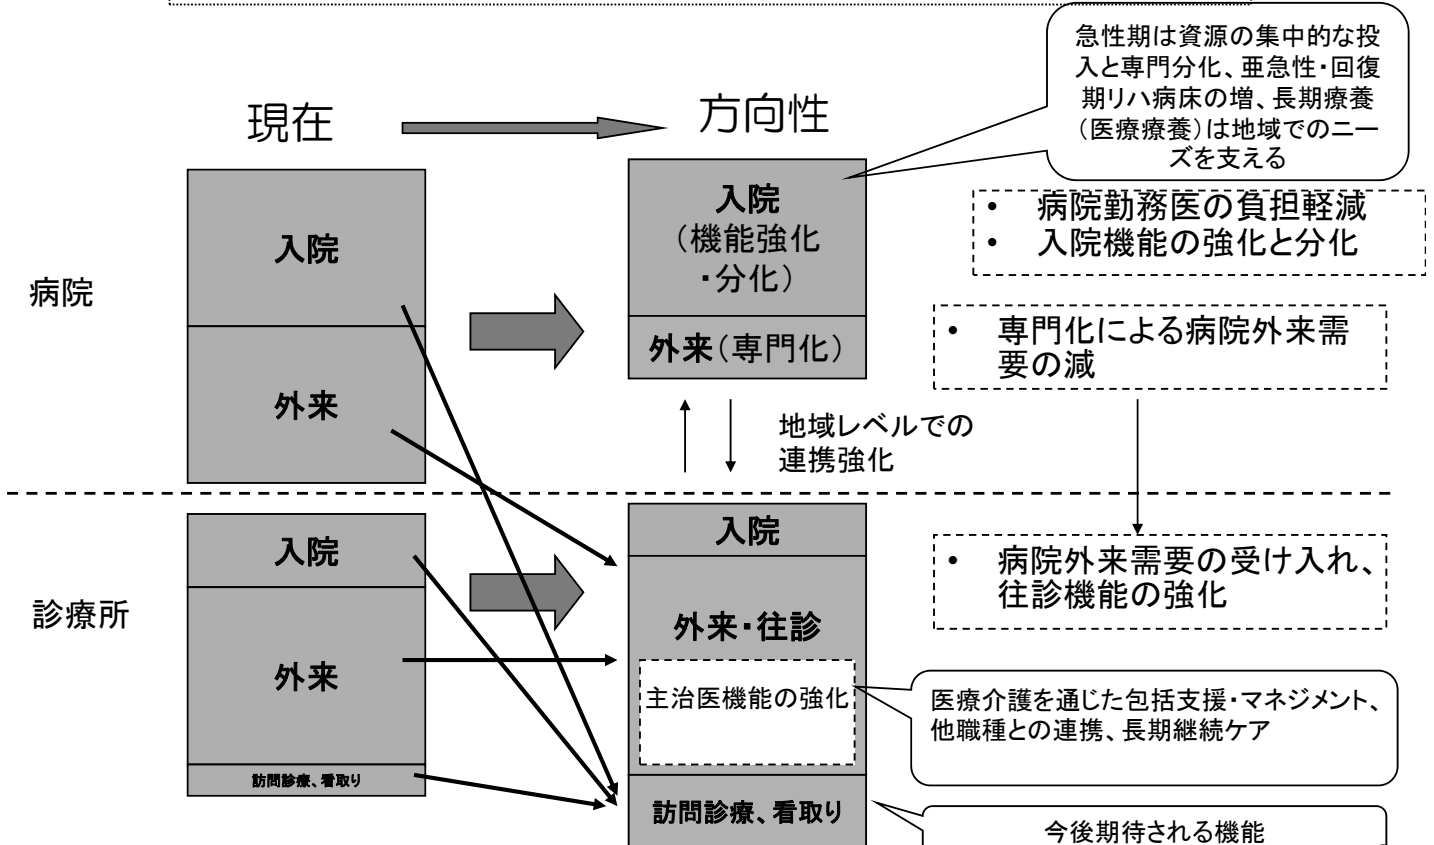 急性期は資源の集中的な投
入と専門分化、亜急性・回復
期リハ病床の増、長期療養
（医療療養）は地域でのニー
ズを支える
現在
方向性
病院
入院
外来
入院
（機能強化
・分化）
外来（専門化）
• 病院勤務医の負担軽減
• 入院機能の強化と分化
• 専門化による病院外来需
要の減
地域レベルでの
連携強化
診療所
入院
外来
訪問診療、看取り
入院
外来・往診
主治医機能の強化
訪問診療、看取り
• 病院外来需要の受け入れ、
往診機能の強化
医療介護を通じた包括支援・マネジメント、
他職種との連携、長期継続ケア
今後期待される機能